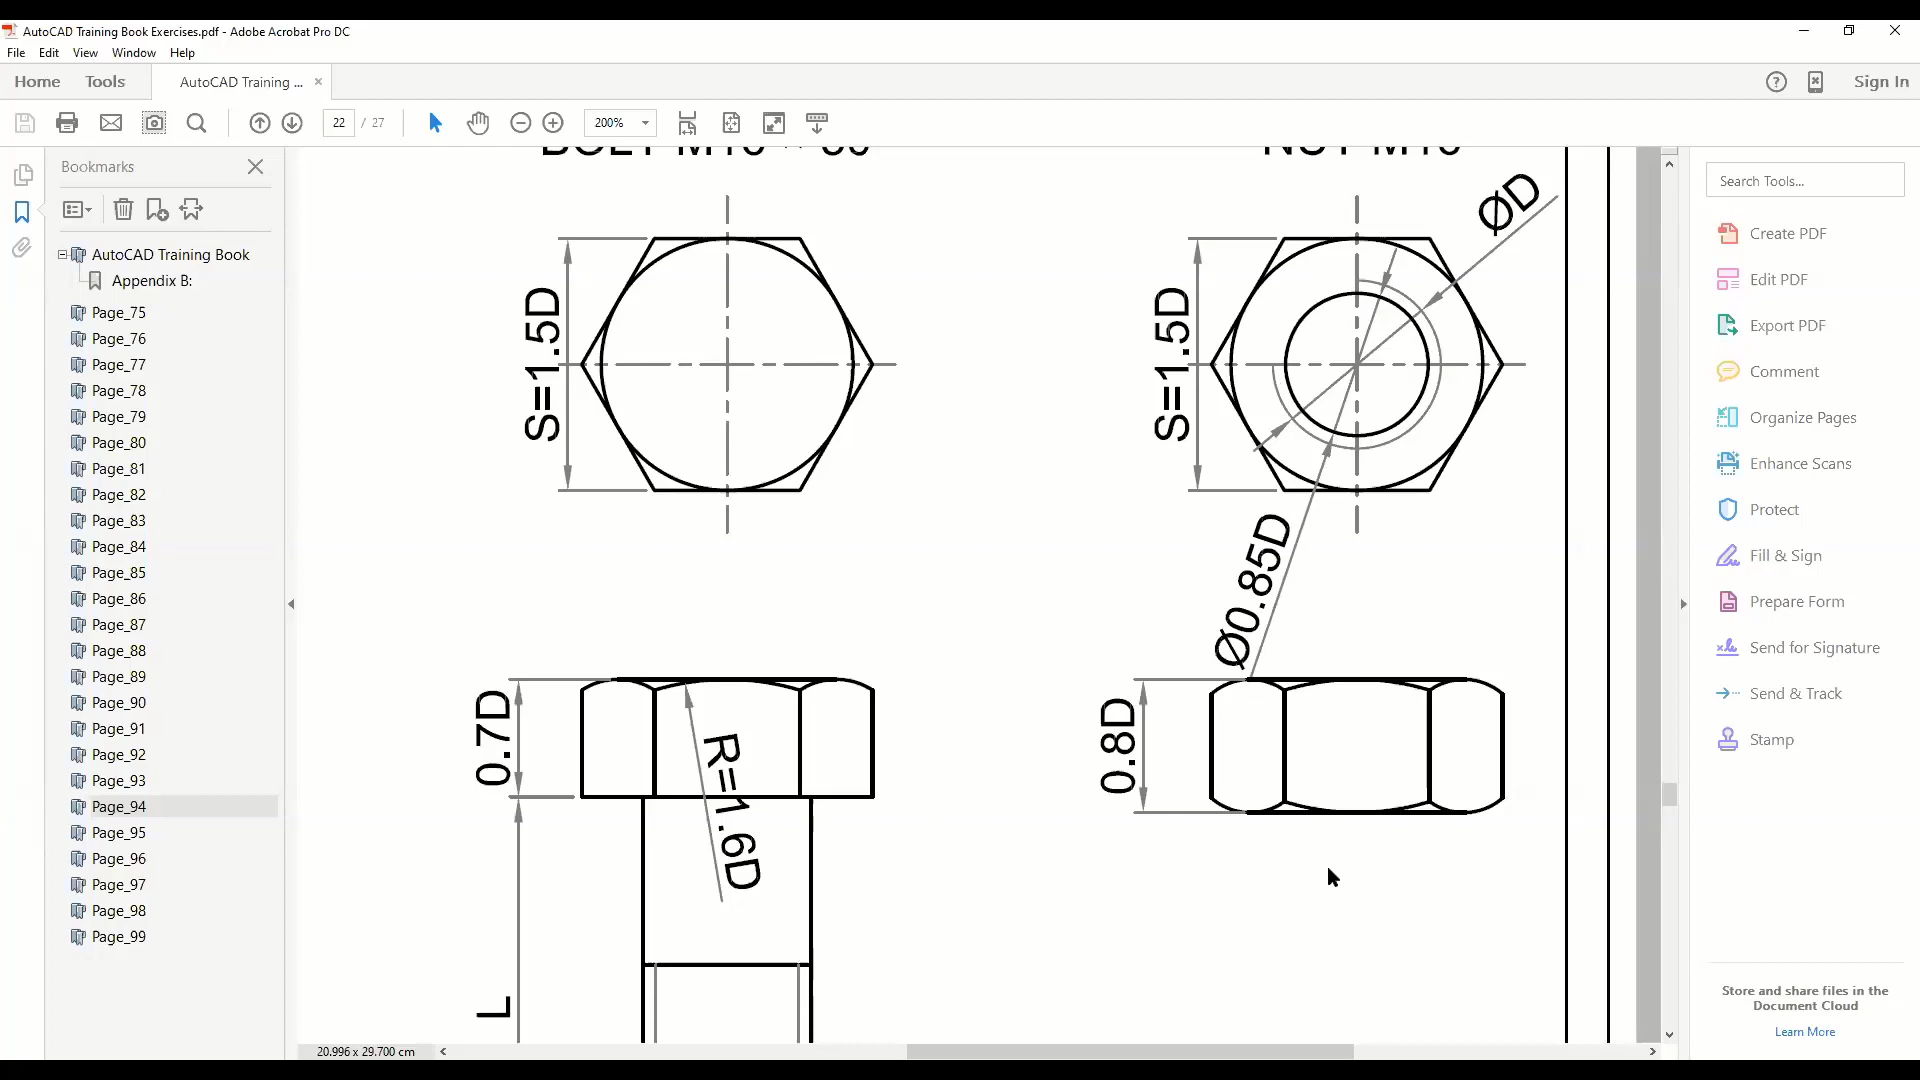 AutoCAD Training Book Exercises.pdf - Adobe Acrobat Pro DC
File Edit View Window Help
Home Tools AutoCAD Training ... × Sign In
22 / 27 200%
Bookmarks
AutoCAD Training Book
Appendix B:
Page_75
Page_76
Page_77
Page_78
Page_79
Page_80
Page_81
Page_82
Page_83
Page_84
Page_85
Page_86
Page_87
Page_88
Page_89
Page_90
Page_91
Page_92
Page_93
Page_94
Page_95
Page_96
Page_97
Page_98
Page_99
ØD
S=1.5D
S=1.5D
Ø0.85D
0.7D
R=1.6D
0.8D
L
20.996 x 29.700 cm
Search Tools...
Create PDF
Edit PDF
Export PDF
Comment
Organize Pages
Enhance Scans
Protect
Fill & Sign
Prepare Form
Send for Signature
Send & Track
Stamp
Store and share files in the
Document Cloud
Learn More